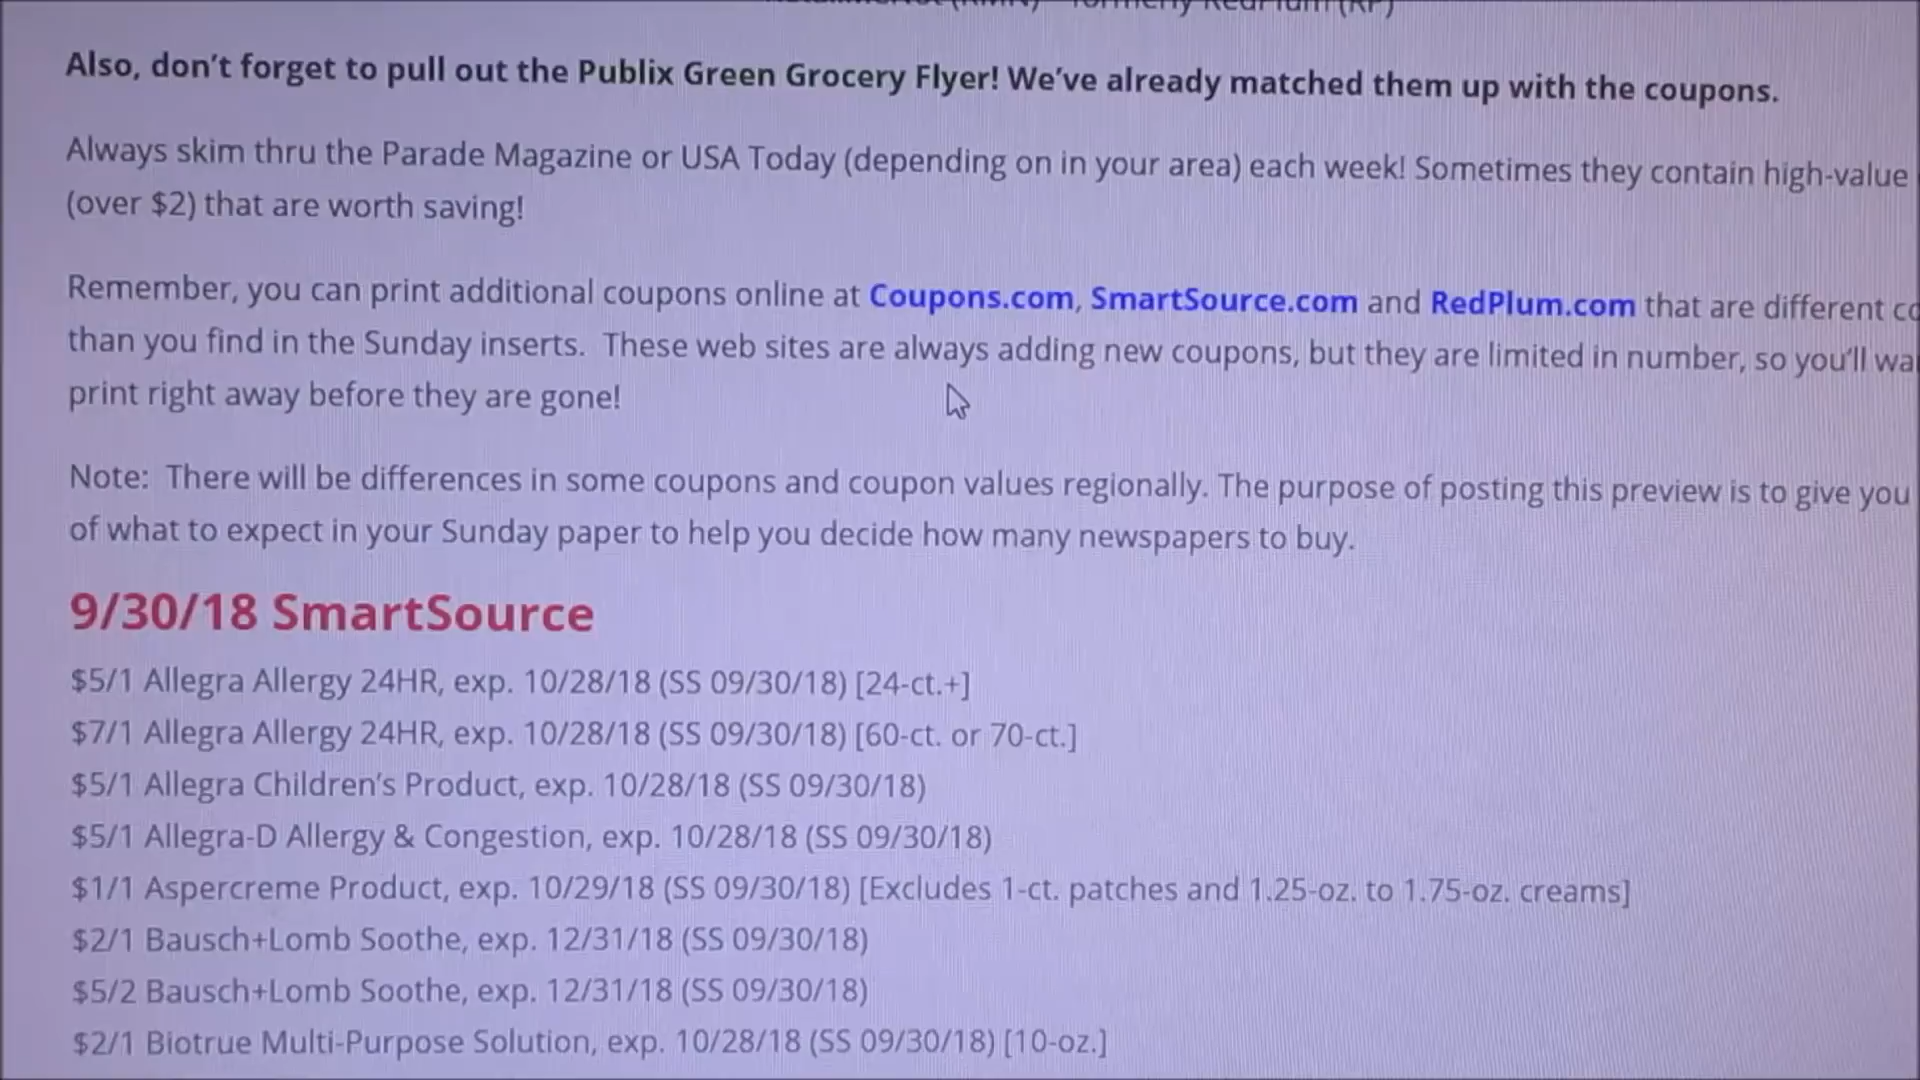 formerly RedPlum (RP)
Also, don't forget to pull out the Publix Green Grocery Flyer! We've already matched them up with the coupons.
Always skim thru the Parade Magazine or USA Today (depending on in your area) each week! Sometimes they contain high-value
(over $2) that are worth saving!
Remember, you can print additional coupons online at Coupons.com, SmartSource.com and RedPlum.com that are different
than you find in the Sunday inserts.  These web sites are always adding new coupons, but they are limited in number, so you'll
print right away before they are gone!
Note:  There will be differences in some coupons and coupon values regionally. The purpose of posting this preview is to give you
of what to expect in your Sunday paper to help you decide how many newspapers to buy.
9/30/18 SmartSource
$5/1 Allegra Allergy 24HR, exp. 10/28/18 (SS 09/30/18) [24-ct.+]
$7/1 Allegra Allergy 24HR, exp. 10/28/18 (SS 09/30/18) [60-ct. or 70-ct.]
$5/1 Allegra Children's Product, exp. 10/28/18 (SS 09/30/18)
$5/1 Allegra-D Allergy & Congestion, exp. 10/28/18 (SS 09/30/18)
$1/1 Aspercreme Product, exp. 10/29/18 (SS 09/30/18) [Excludes 1-ct. patches and 1.25-oz. to 1.75-oz. creams]
$2/1 Bausch+Lomb Soothe, exp. 12/31/18 (SS 09/30/18)
$5/2 Bausch+Lomb Soothe, exp. 12/31/18 (SS 09/30/18)
$2/1 Biotrue Multi-Purpose Solution, exp. 10/28/18 (SS 09/30/18) [10-oz.]